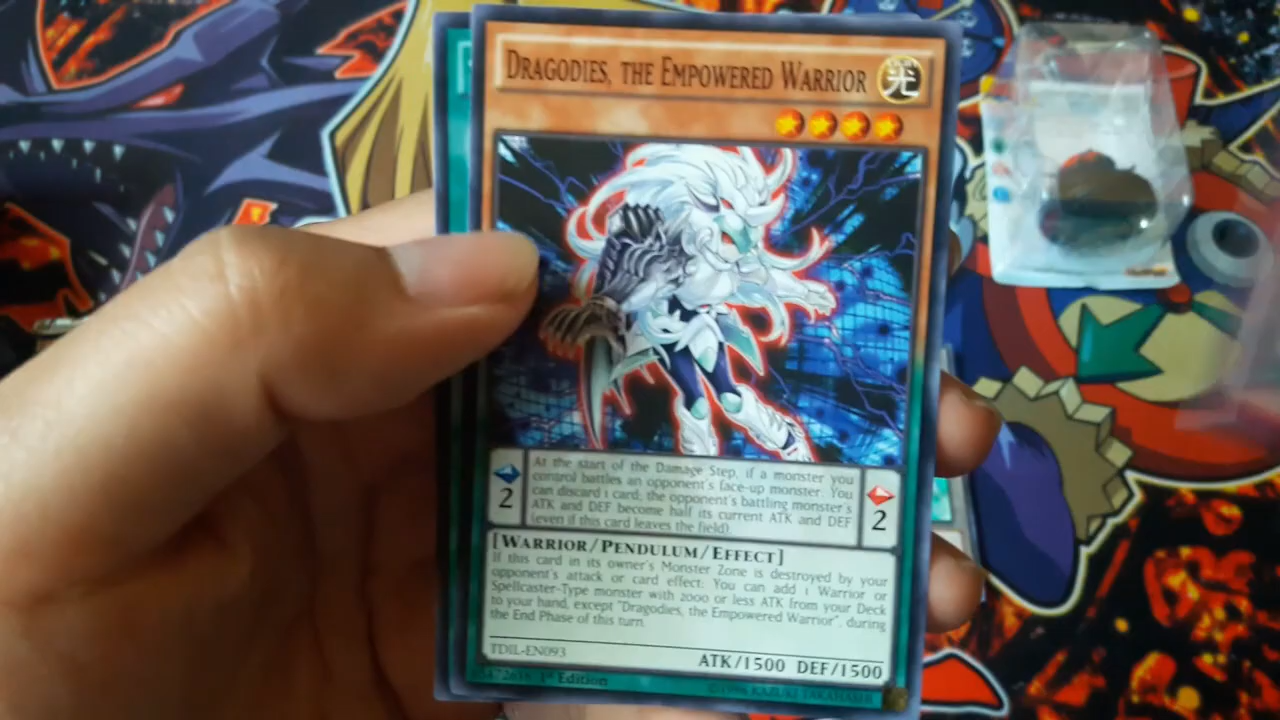 DRAGODIES, THE EMPOWERED WARRIOR
光
At the start of the Damage Step, if a monster you
control battles an opponent's face-up monster: You
can discard 1 card; the opponent's battling monster's
ATK and DEF become half its current ATK and DEF
(even if this card leaves the field).
2
2
[WARRIOR/PENDULUM/EFFECT]
If this card in its owner's Monster Zone is destroyed by your
opponent's attack or card effect: You can add 1 Warrior or
Spellcaster-Type monster with 2000 or less ATK from your Deck
to your hand, except "Dragodies, the Empowered Warrior", during
the End Phase of this turn.
TDIL-EN093
ATK/1500 DEF/1500
1st Edition
©1996 KAZUKI TAKAHASHI